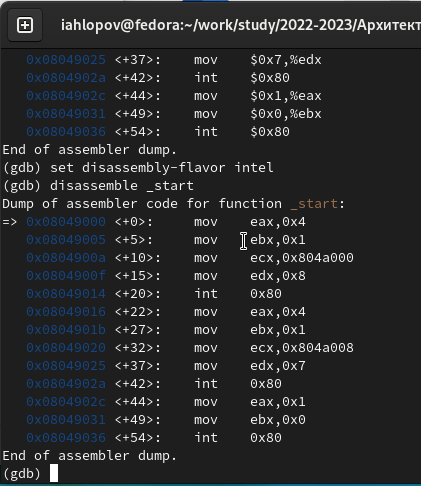 iahlopov@fedora:~/work/study/2022-2023/Архитект
0x08049025 <+37>: mov $0x7,%edx
0x0804902a <+42>: int $0x80
0x0804902c <+44>: mov $0x1,%eax
0x08049031 <+49>: mov $0x0,%ebx
0x08049036 <+54>: int $0x80
End of assembler dump.
(gdb) set disassembly-flavor intel
(gdb) disassemble _start
Dump of assembler code for function _start:
=> 0x08049000 <+0>: mov eax,0x4
0x08049005 <+5>: mov ebx,0x1
0x0804900a <+10>: mov ecx,0x804a000
0x0804900f <+15>: mov edx,0x8
0x08049014 <+20>: int 0x80
0x08049016 <+22>: mov eax,0x4
0x0804901b <+27>: mov ebx,0x1
0x08049020 <+32>: mov ecx,0x804a008
0x08049025 <+37>: mov edx,0x7
0x0804902a <+42>: int 0x80
0x0804902c <+44>: mov eax,0x1
0x08049031 <+49>: mov ebx,0x0
0x08049036 <+54>: int 0x80
End of assembler dump.
(gdb)